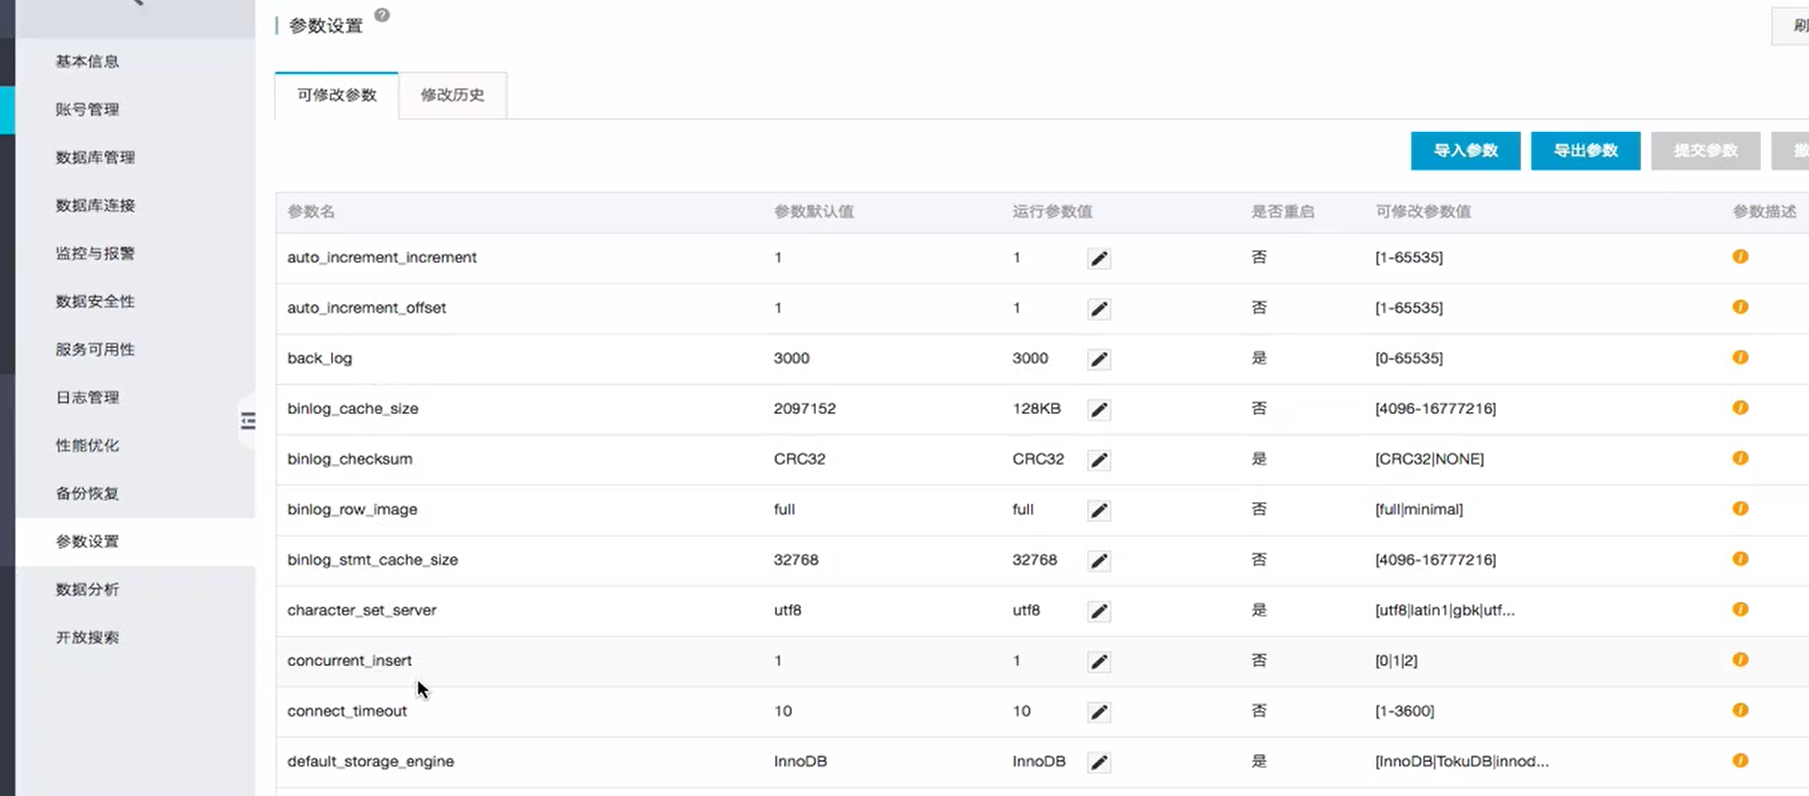 参数设置
刷
基本信息
账号管理
数据库管理
数据库连接
监控与报警
数据安全性
服务可用性
日志管理
性能优化
备份恢复
参数设置
数据分析
开放搜索
可修改参数 修改历史
导入参数 导出参数 提交参数
参数名 参数默认值 运行参数值 是否重启 可修改参数值 参数描述
auto_increment_increment 1 1 否 [1-65535]
auto_increment_offset 1 1 否 [1-65535]
back_log 3000 3000 是 [0-65535]
binlog_cache_size 2097152 128KB 否 [4096-16777216]
binlog_checksum CRC32 CRC32 是 [CRC32|NONE]
binlog_row_image full full 否 [full|minimal]
binlog_stmt_cache_size 32768 32768 否 [4096-16777216]
character_set_server utf8 utf8 是 [utf8|latin1|gbk|utf...
concurrent_insert 1 1 否 [0|1|2]
connect_timeout 10 10 否 [1-3600]
default_storage_engine InnoDB InnoDB 是 [InnoDB|TokuDB|innod...